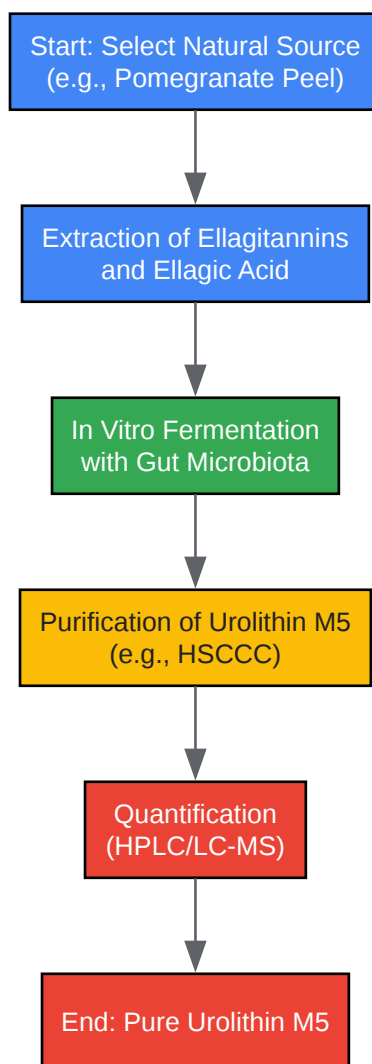 Start: Select Natural Source
(e.g., Pomegranate Peel)
Extraction of Ellagitannins
and Ellagic Acid
In Vitro Fermentation
with Gut Microbiota
Purification of Urolithin M5
(e.g., HSCCC)
Quantification
(HPLC/LC-MS)
End: Pure Urolithin M5